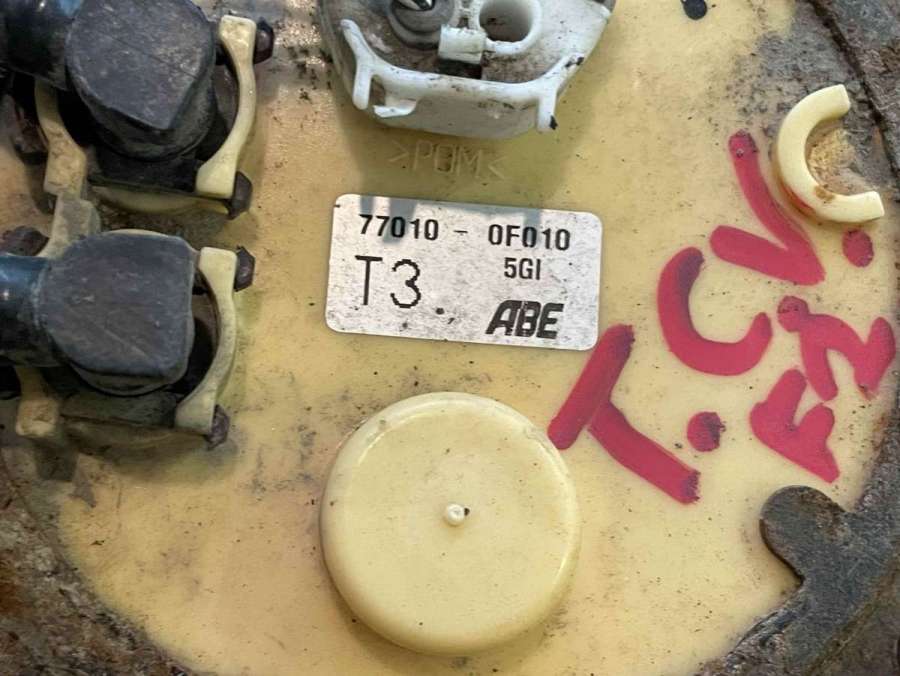 >POM<
77010 - 0F010
5GI
T3
ABE
T.C.V.